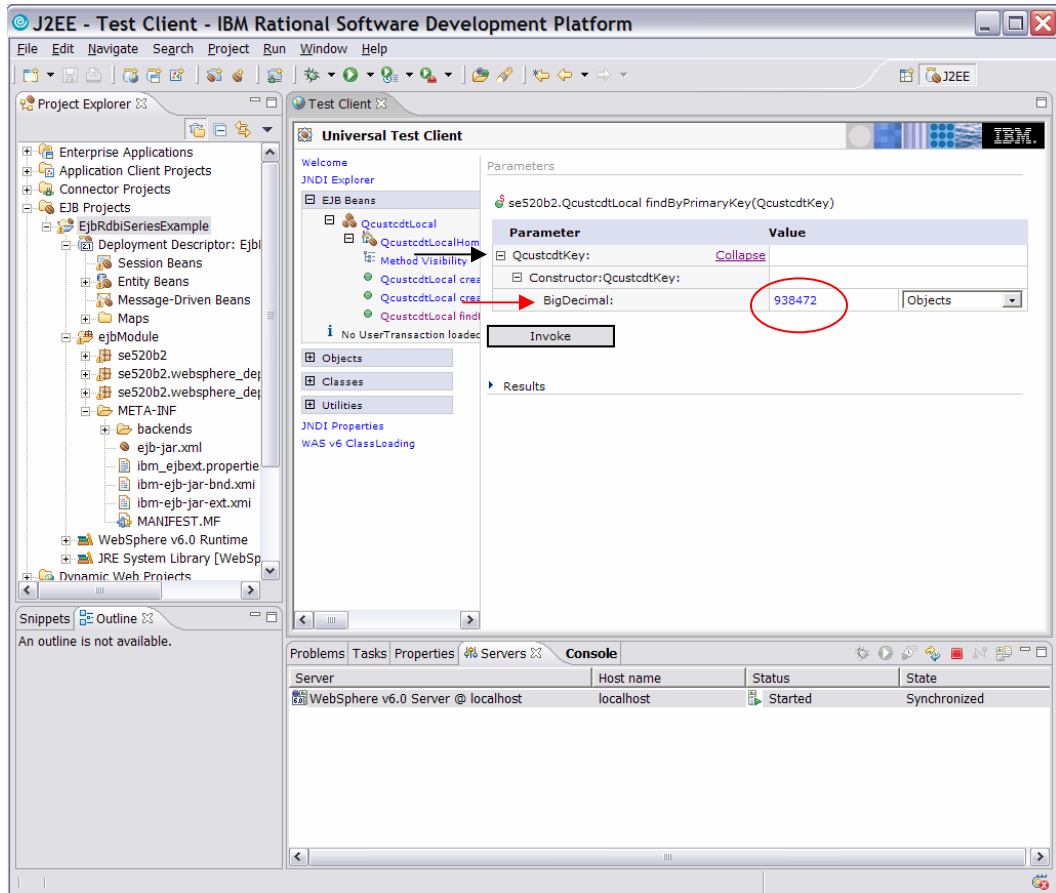 J2EE - Test Client - IBM Rational Software Development Platform
File Edit Navigate Search Project Run Window Help
J2EE
Project Explorer
Enterprise Applications
Application Client Projects
Connector Projects
EJB Projects
EjbRdbiSeriesExample
Deployment Descriptor: EjbI
Session Beans
Entity Beans
Message-Driven Beans
Maps
ejbModule
se520b2
se520b2.websphere_dep
se520b2.websphere_dep
META-INF
backends
ejb-jar.xml
ibm_ejbext.propertie
ibm-ejb-jar-bnd.xmi
ibm-ejb-jar-ext.xmi
MANIFEST.MF
WebSphere v6.0 Runtime
JRE System Library [WebSp
Dynamic Web Projects
Snippets Outline
An outline is not available.
Test Client
Universal Test Client
IBM.
Welcome
JNDI Explorer
EJB Beans
QcustcdtLocal
QcustcdtLocalHom
Method Visibility
QcustcdtLocal crea
QcustcdtLocal crea
QcustcdtLocal find
No UserTransaction loaded
Objects
Classes
Utilities
JNDI Properties
WAS v6 ClassLoading
Parameters
se520b2.QcustcdtLocal findByPrimaryKey(QcustcdtKey)
Parameter Value
QcustcdtKey: Collapse
Constructor:QcustcdtKey:
BigDecimal: 938472 Objects
Invoke
Results
Problems Tasks Properties Servers Console
Server Host name Status State
WebSphere v6.0 Server @ localhost localhost Started Synchronized